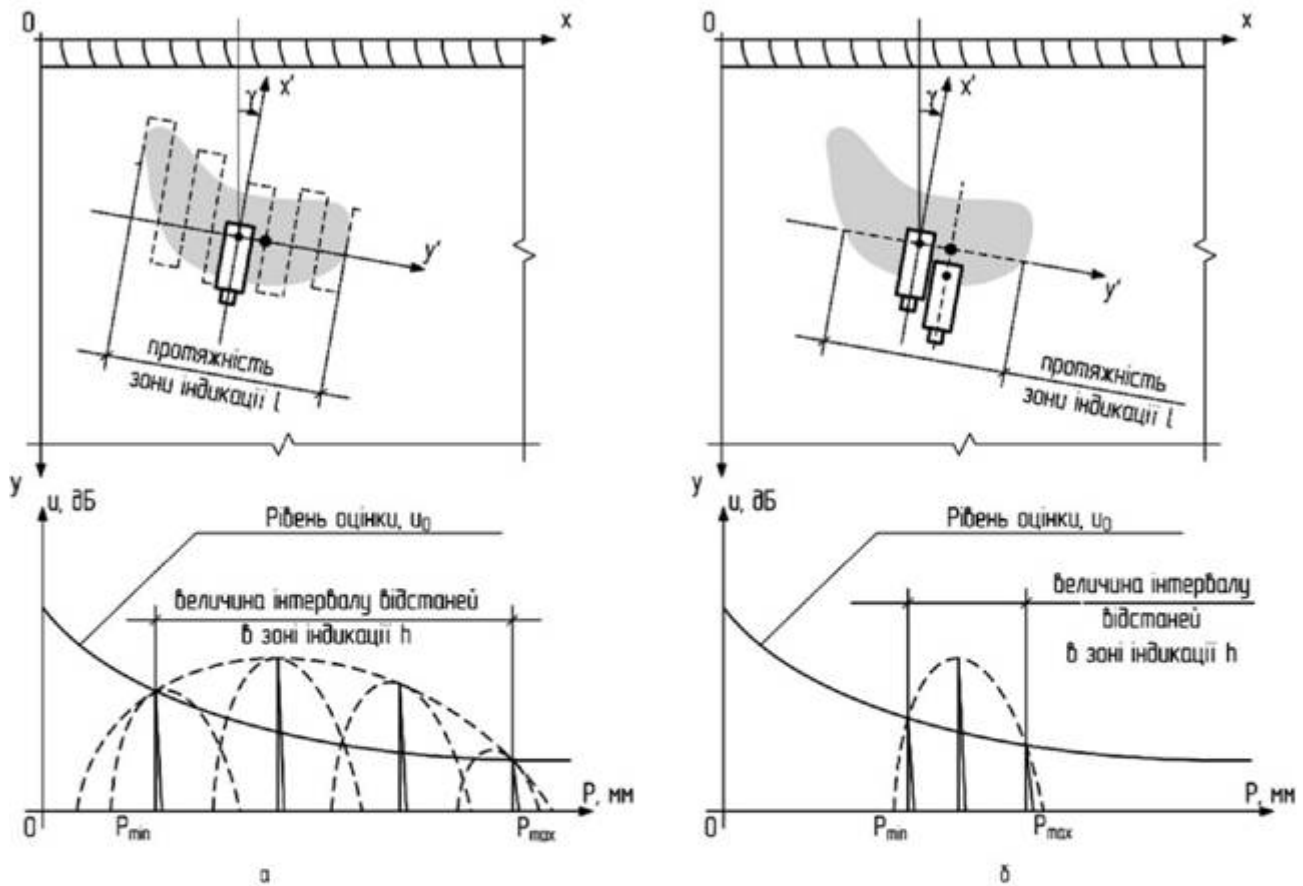 0
x
x'
γ
y'
протяжність
зони індикації l
y
u, дБ
Рівень оцінки, u₀
величина інтервалу відстаней
в зоні індикації h
P, мм
0
Pmin
Pmax
а
0
x
x'
γ
y'
протяжність
зони індикації l
y
u, дБ
Рівень оцінки, u₀
величина інтервалу
відстаней
в зоні індикації h
P, мм
0
Pmin
Pmax
б